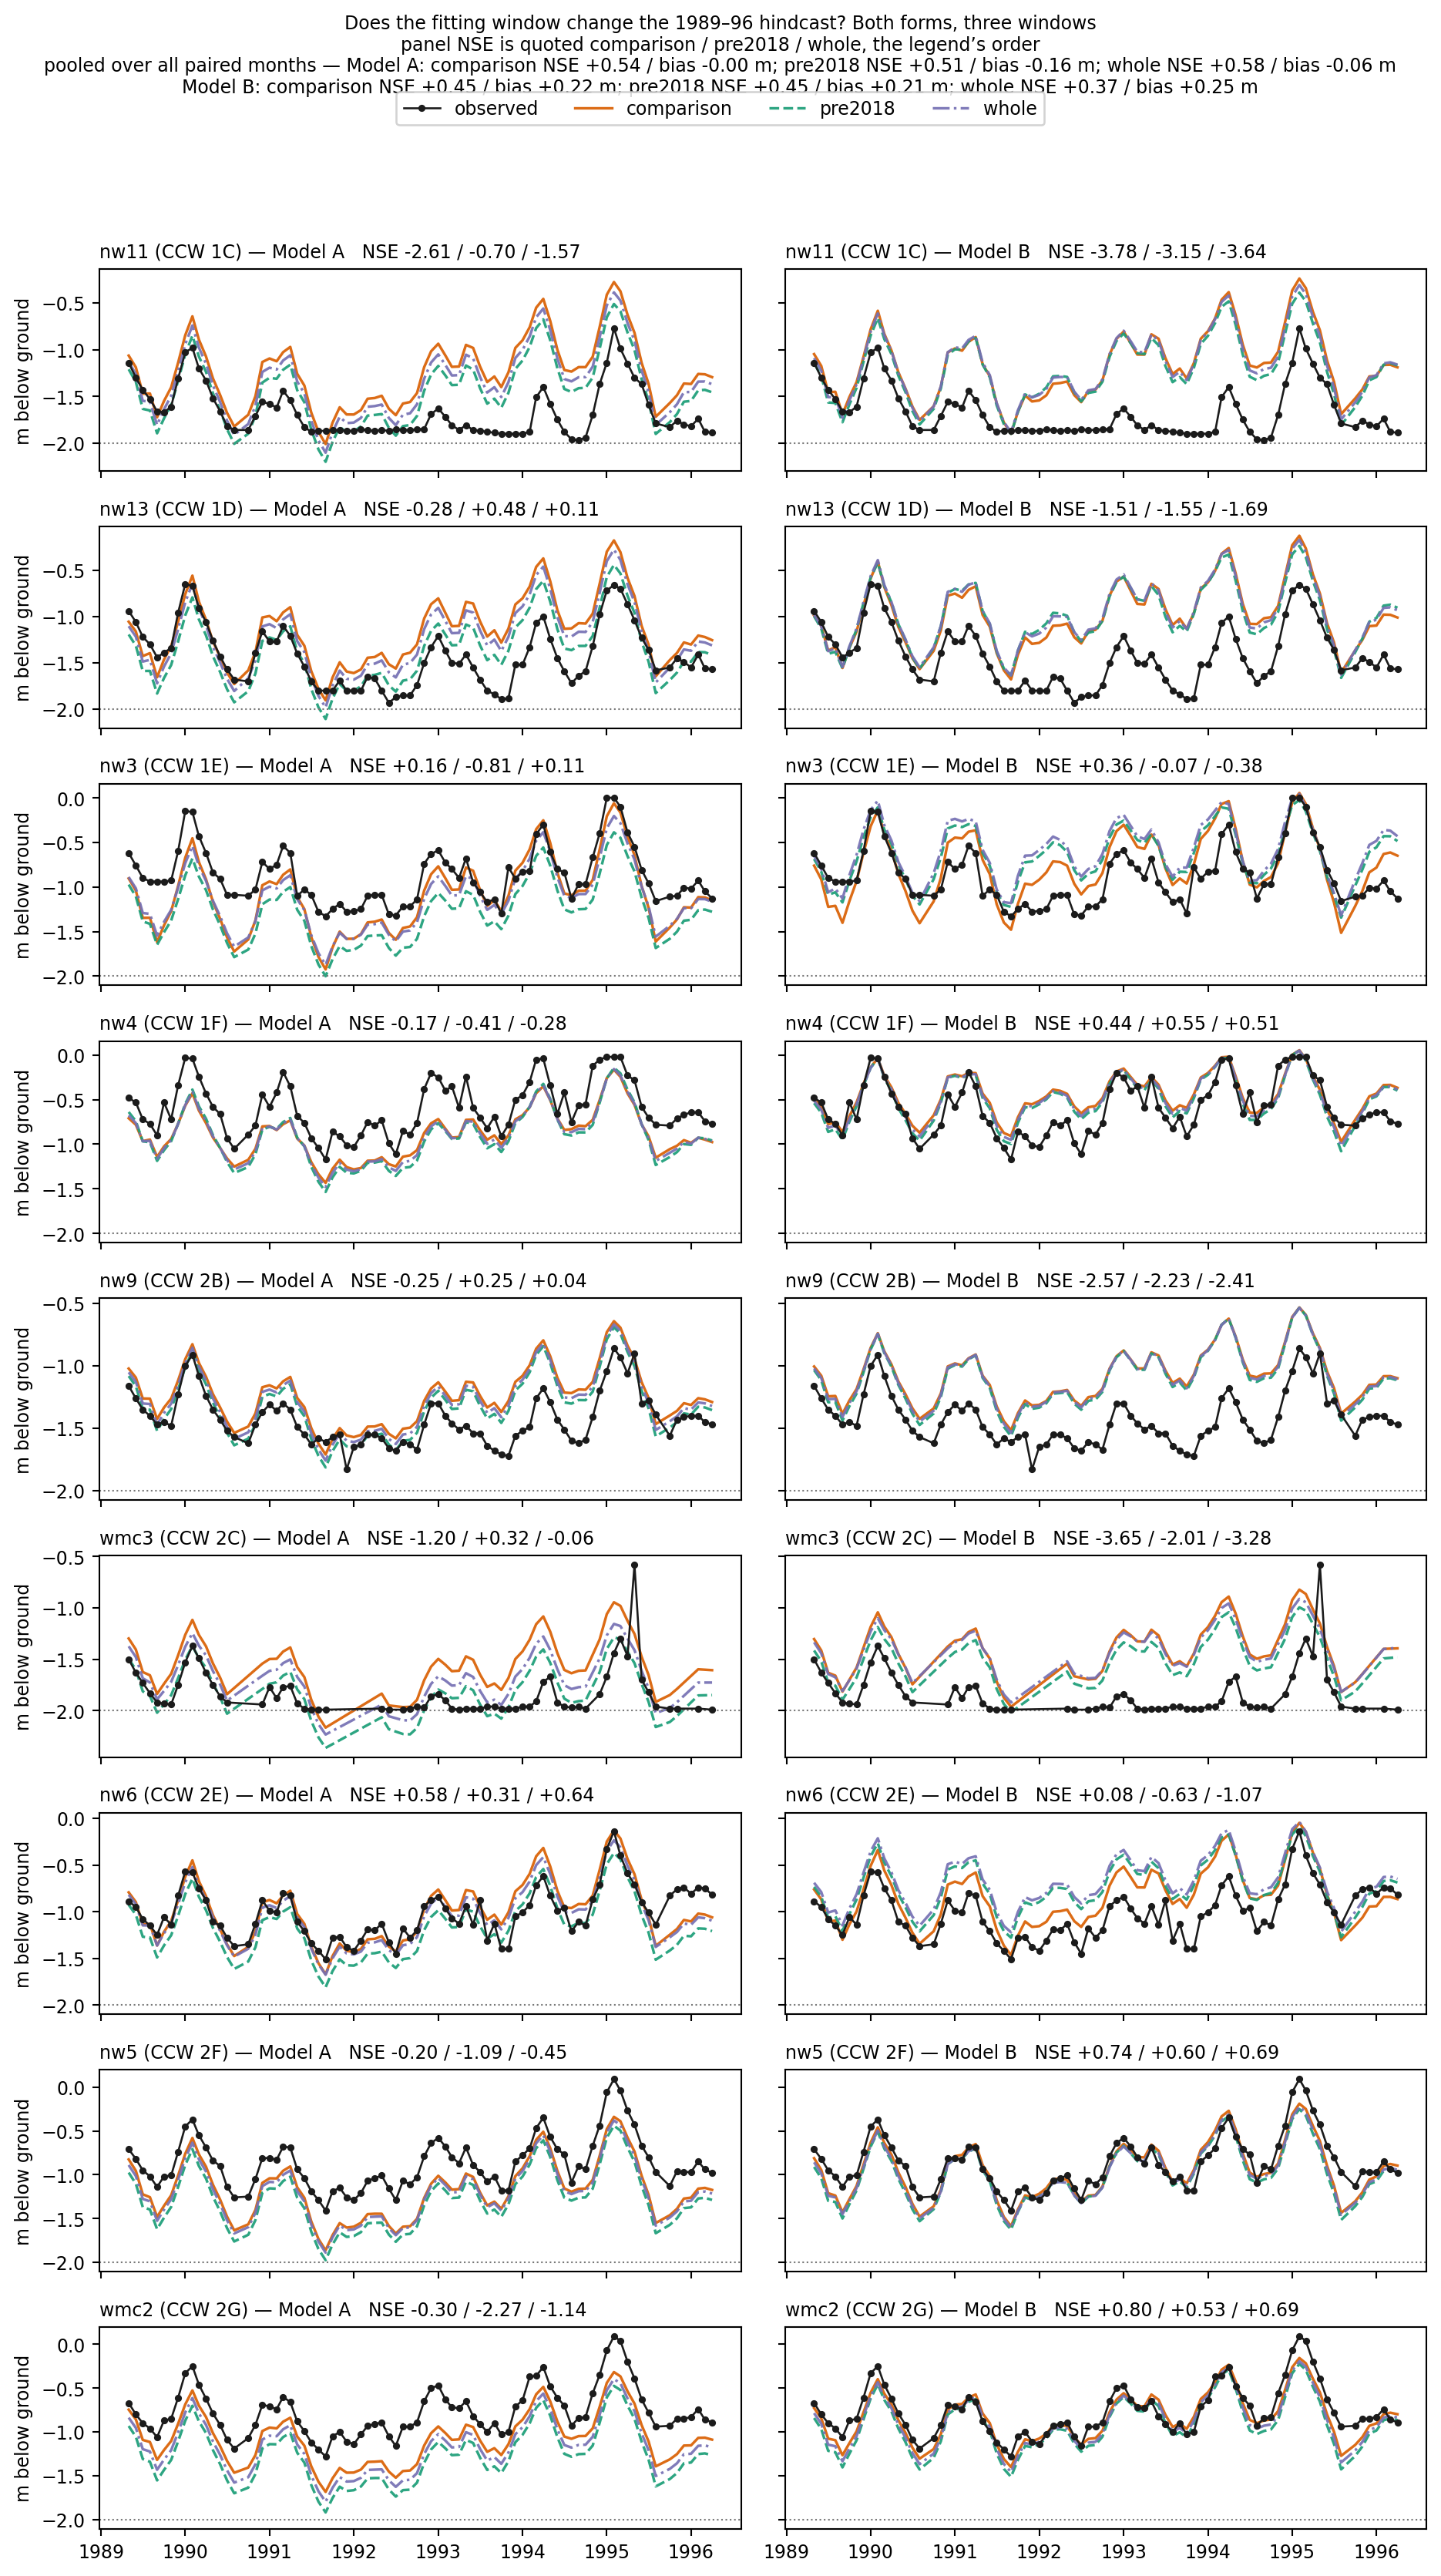 Does the fitting window change the 1989–96 hindcast? Both forms, three windows
panel NSE is quoted comparison / pre2018 / whole, the legend’s order
pooled over all paired months — Model A: comparison NSE +0.54 / bias -0.00 m; pre2018 NSE +0.51 / bias -0.16 m; whole NSE +0.58 / bias -0.06 m
Model B: comparison NSE +0.45 / bias +0.22 m; pre2018 NSE +0.45 / bias +0.21 m; whole NSE +0.37 / bias +0.25 m
observed comparison pre2018 whole
nw11 (CCW 1C) — Model A NSE -2.61 / -0.70 / -1.57
nw11 (CCW 1C) — Model B NSE -3.78 / -3.15 / -3.64
m below ground
−0.5
−1.0
−1.5
−2.0
nw13 (CCW 1D) — Model A NSE -0.28 / +0.48 / +0.11
nw13 (CCW 1D) — Model B NSE -1.51 / -1.55 / -1.69
m below ground
−0.5
−1.0
−1.5
−2.0
nw3 (CCW 1E) — Model A NSE +0.16 / -0.81 / +0.11
nw3 (CCW 1E) — Model B NSE +0.36 / -0.07 / -0.38
m below ground
0.0
−0.5
−1.0
−1.5
−2.0
nw4 (CCW 1F) — Model A NSE -0.17 / -0.41 / -0.28
nw4 (CCW 1F) — Model B NSE +0.44 / +0.55 / +0.51
m below ground
0.0
−0.5
−1.0
−1.5
−2.0
nw9 (CCW 2B) — Model A NSE -0.25 / +0.25 / +0.04
nw9 (CCW 2B) — Model B NSE -2.57 / -2.23 / -2.41
m below ground
−0.5
−1.0
−1.5
−2.0
wmc3 (CCW 2C) — Model A NSE -1.20 / +0.32 / -0.06
wmc3 (CCW 2C) — Model B NSE -3.65 / -2.01 / -3.28
m below ground
−0.5
−1.0
−1.5
−2.0
nw6 (CCW 2E) — Model A NSE +0.58 / +0.31 / +0.64
nw6 (CCW 2E) — Model B NSE +0.08 / -0.63 / -1.07
m below ground
0.0
−0.5
−1.0
−1.5
−2.0
nw5 (CCW 2F) — Model A NSE -0.20 / -1.09 / -0.45
nw5 (CCW 2F) — Model B NSE +0.74 / +0.60 / +0.69
m below ground
0.0
−0.5
−1.0
−1.5
−2.0
wmc2 (CCW 2G) — Model A NSE -0.30 / -2.27 / -1.14
wmc2 (CCW 2G) — Model B NSE +0.80 / +0.53 / +0.69
m below ground
0.0
−0.5
−1.0
−1.5
−2.0
1989 1990 1991 1992 1993 1994 1995 1996
1989 1990 1991 1992 1993 1994 1995 1996